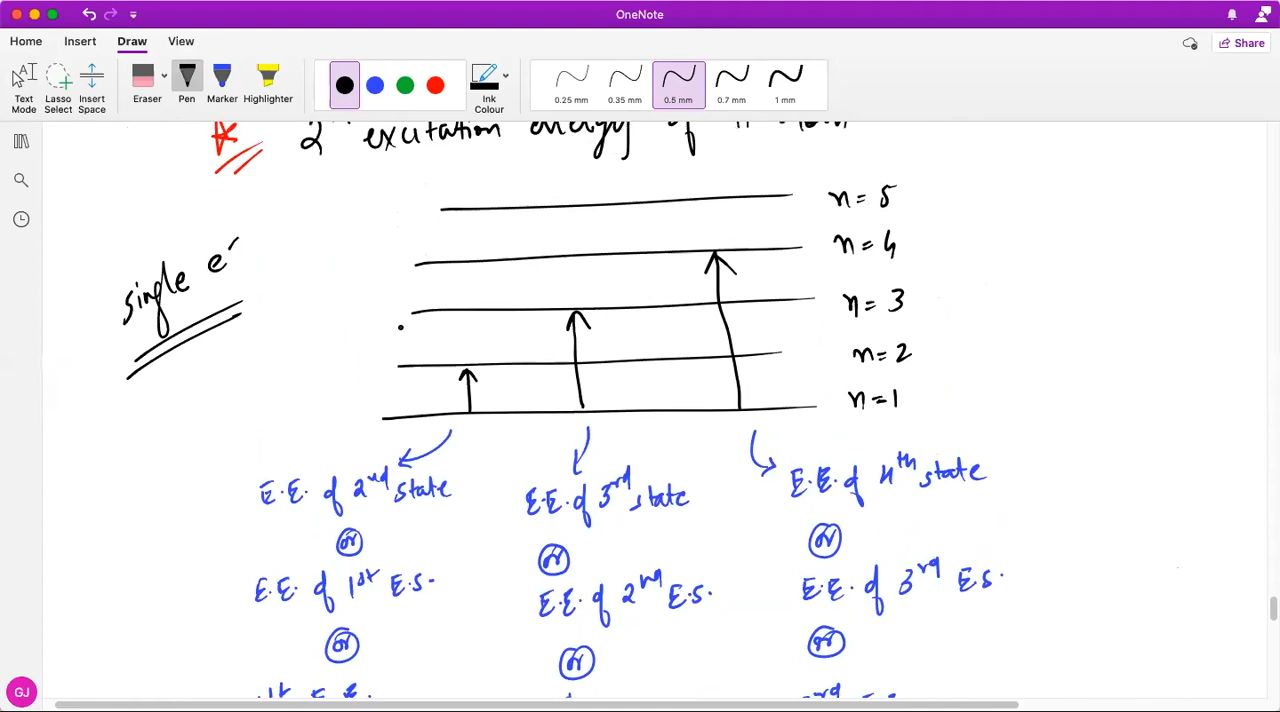 OneNote
Home Insert Draw View
Share
Text Mode
Lasso Select
Insert Space
Eraser
Pen
Marker
Highlighter
Ink Colour
0.25 mm
0.35 mm
0.5 mm
0.7 mm
1 mm
excitation energy of
n = 5
n = 4
single e⁻
n = 3
n = 2
n = 1
E.E. of 2nd state
E.E. of 3rd state
E.E. of 4th state
or
or
or
E.E. of 1st E.S.
E.E. of 2nd E.S.
E.E. of 3rd E.S.
or
or
or
GJ